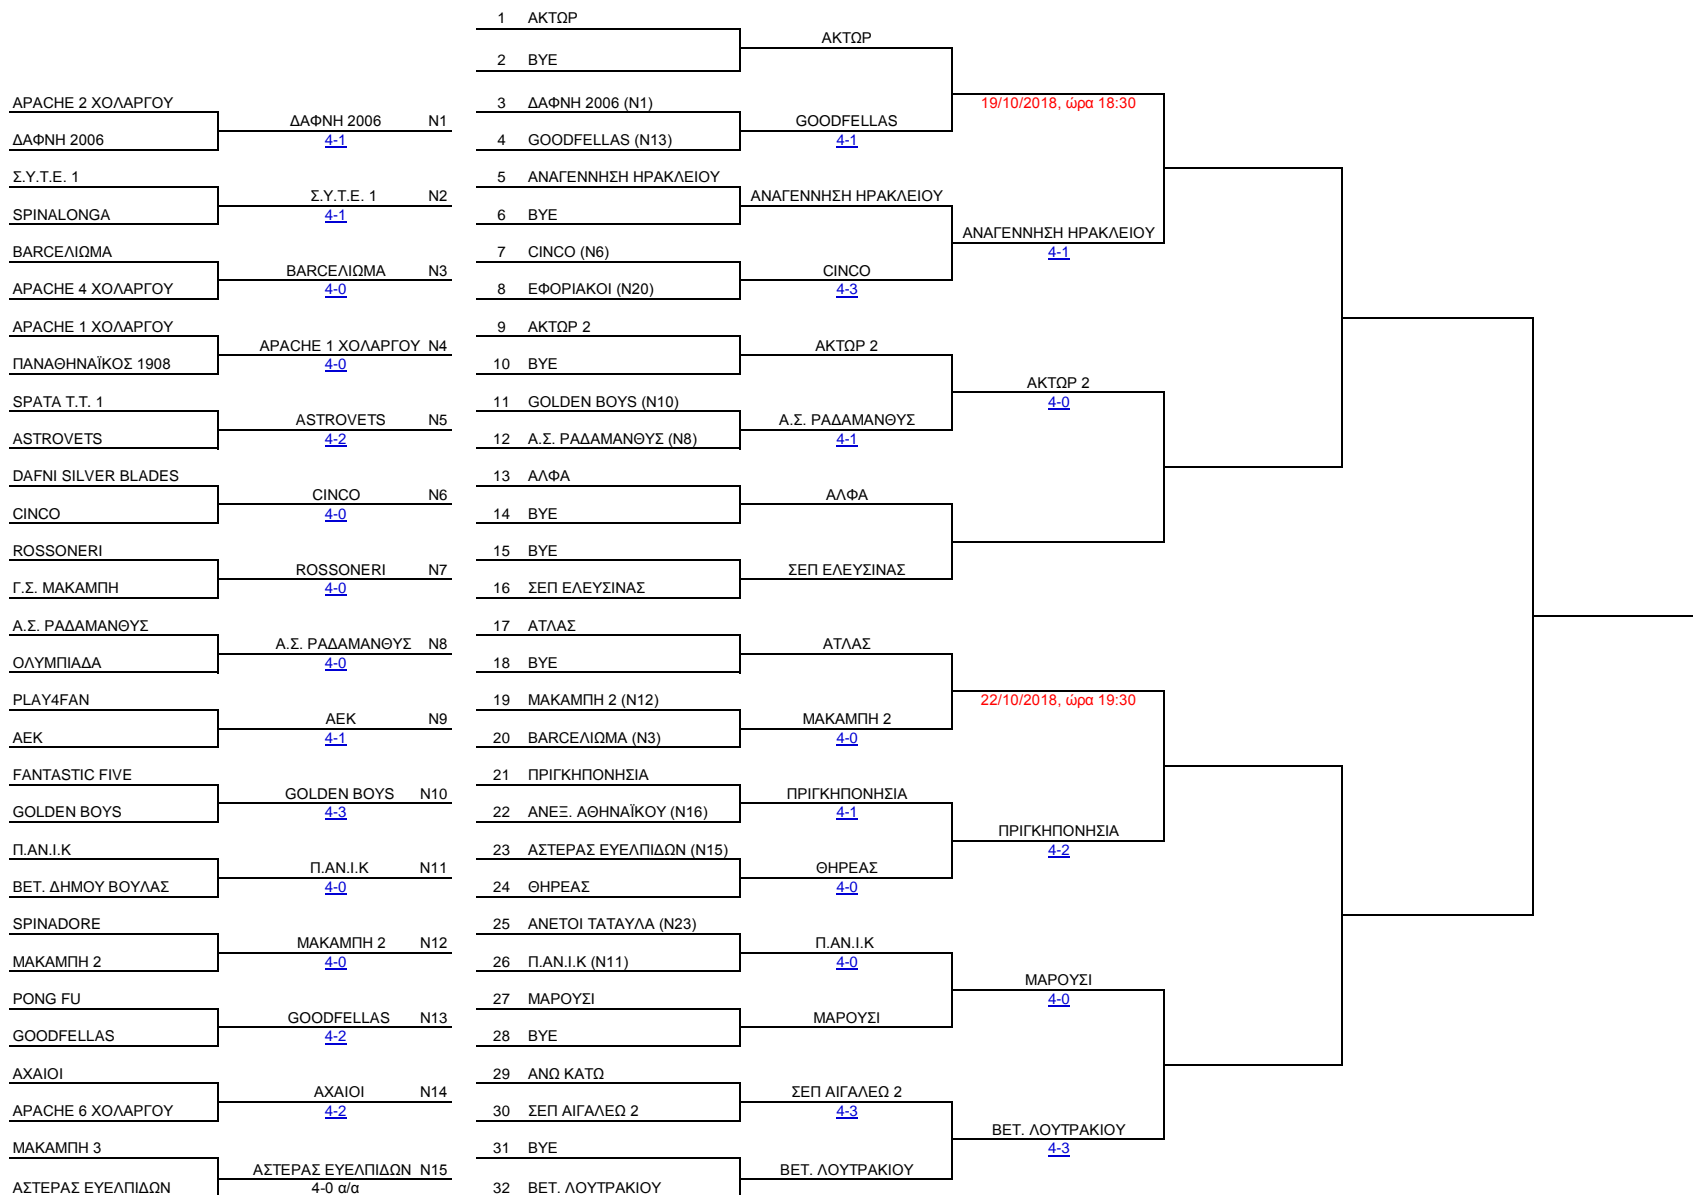 1 ΑΚΤΩΡ
ΑΚΤΩΡ
2 BYE
APACHE 2 ΧΟΛΑΡΓΟΥ
3 ΔΑΦΝΗ 2006 (N1)
19/10/2018, ώρα 18:30
ΔΑΦΝΗ 2006 N1
GOODFELLAS
ΔΑΦΝΗ 2006
4-1
4 GOODFELLAS (N13)
4-1
Σ.Υ.Τ.Ε. 1
5 ΑΝΑΓΕΝΝΗΣΗ ΗΡΑΚΛΕΙΟΥ
Σ.Υ.Τ.Ε. 1 N2
ΑΝΑΓΕΝΝΗΣΗ ΗΡΑΚΛΕΙΟΥ
SPINALONGA
4-1
6 BYE
ΑΝΑΓΕΝΝΗΣΗ ΗΡΑΚΛΕΙΟΥ
4-1
BARCEΛΙΩΜΑ
7 CINCO (N6)
BARCEΛΙΩΜΑ N3
CINCO
APACHE 4 ΧΟΛΑΡΓΟΥ
4-0
8 ΕΦΟΡΙΑΚΟΙ (N20)
4-3
APACHE 1 ΧΟΛΑΡΓΟΥ
9 ΑΚΤΩΡ 2
APACHE 1 ΧΟΛΑΡΓΟΥ N4
ΑΚΤΩΡ 2
ΠΑΝΑΘΗΝΑΪΚΟΣ 1908
4-0
10 BYE
ΑΚΤΩΡ 2
4-0
SPATA T.T. 1
11 GOLDEN BOYS (N10)
ASTROVETS N5
Α.Σ. ΡΑΔΑΜΑΝΘΥΣ
ASTROVETS
4-2
12 Α.Σ. ΡΑΔΑΜΑΝΘΥΣ (N8)
4-1
DAFNI SILVER BLADES
13 ΑΛΦΑ
CINCO N6
ΑΛΦΑ
CINCO
4-0
14 BYE
ROSSONERI
15 BYE
ROSSONERI N7
ΣΕΠ ΕΛΕΥΣΙΝΑΣ
Γ.Σ. ΜΑΚΑΜΠΗ
4-0
16 ΣΕΠ ΕΛΕΥΣΙΝΑΣ
Α.Σ. ΡΑΔΑΜΑΝΘΥΣ
17 ΑΤΛΑΣ
Α.Σ. ΡΑΔΑΜΑΝΘΥΣ N8
ΑΤΛΑΣ
ΟΛΥΜΠΙΑΔΑ
4-0
18 BYE
PLAY4FAN
19 ΜΑΚΑΜΠΗ 2 (N12)
22/10/2018, ώρα 19:30
ΑΕΚ N9
ΜΑΚΑΜΠΗ 2
ΑΕΚ
4-1
20 BARCEΛΙΩΜΑ (N3)
4-0
FANTASTIC FIVE
21 ΠΡΙΓΚΗΠΟΝΗΣΙΑ
GOLDEN BOYS N10
ΠΡΙΓΚΗΠΟΝΗΣΙΑ
GOLDEN BOYS
4-3
22 ΑΝΕΞ. ΑΘΗΝΑΪΚΟΥ (N16)
4-1
ΠΡΙΓΚΗΠΟΝΗΣΙΑ
4-2
Π.ΑΝ.Ι.Κ
23 ΑΣΤΕΡΑΣ ΕΥΕΛΠΙΔΩΝ (N15)
Π.ΑΝ.Ι.Κ N11
ΘΗΡΕΑΣ
ΒΕΤ. ΔΗΜΟΥ ΒΟΥΛΑΣ
4-0
24 ΘΗΡΕΑΣ
4-0
SPINADORE
25 ΑΝΕΤΟΙ ΤΑΤΑΥΛΑ (N23)
ΜΑΚΑΜΠΗ 2 N12
Π.ΑΝ.Ι.Κ
ΜΑΚΑΜΠΗ 2
4-0
26 Π.ΑΝ.Ι.Κ (N11)
4-0
ΜΑΡΟΥΣΙ
4-0
PONG FU
27 ΜΑΡΟΥΣΙ
GOODFELLAS N13
ΜΑΡΟΥΣΙ
GOODFELLAS
4-2
28 BYE
ΑΧΑΙΟΙ
29 ΑΝΩ ΚΑΤΩ
ΑΧΑΙΟΙ N14
ΣΕΠ ΑΙΓΑΛΕΩ 2
APACHE 6 ΧΟΛΑΡΓΟΥ
4-2
30 ΣΕΠ ΑΙΓΑΛΕΩ 2
4-3
ΒΕΤ. ΛΟΥΤΡΑΚΙΟΥ
4-3
ΜΑΚΑΜΠΗ 3
31 BYE
ΑΣΤΕΡΑΣ ΕΥΕΛΠΙΔΩΝ N15
ΒΕΤ. ΛΟΥΤΡΑΚΙΟΥ
ΑΣΤΕΡΑΣ ΕΥΕΛΠΙΔΩΝ
4-0 α/α
32 ΒΕΤ. ΛΟΥΤΡΑΚΙΟΥ